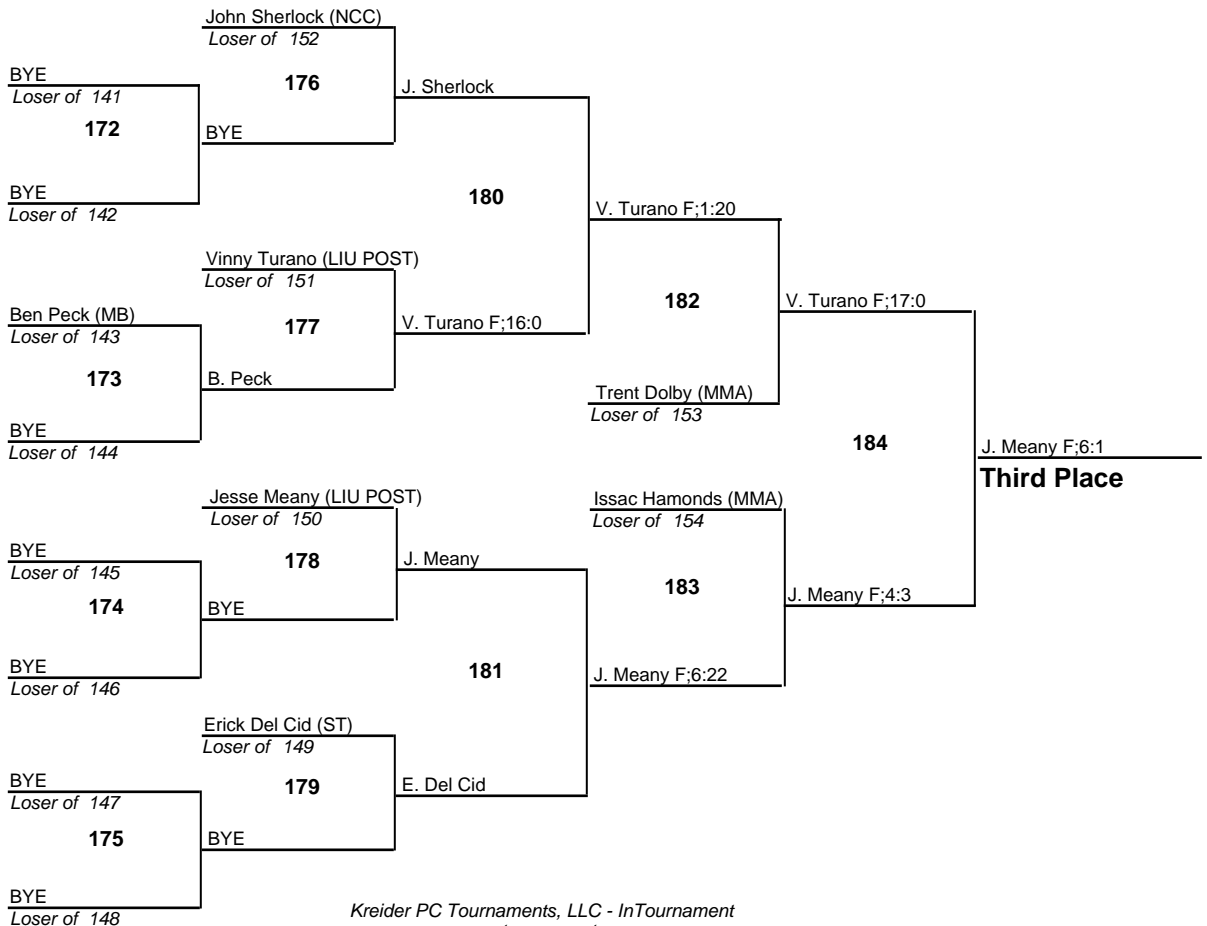 John Sherlock (NCC)
Loser of 152
BYE
Loser of 141
176
J. Sherlock
172
BYE
BYE
Loser of 142
180
V. Turano F;1:20
Vinny Turano (LIU POST)
Loser of 151
Ben Peck (MB)
Loser of 143
177
V. Turano F;16:0
182
V. Turano F;17:0
173
B. Peck
Trent Dolby (MMA)
Loser of 153
BYE
Loser of 144
184
J. Meany F;6:1
Third Place
Jesse Meany (LIU POST)
Loser of 150
Issac Hamonds (MMA)
Loser of 154
BYE
Loser of 145
178
J. Meany
183
J. Meany F;4:3
174
BYE
BYE
Loser of 146
181
J. Meany F;6:22
Erick Del Cid (ST)
Loser of 149
BYE
Loser of 147
179
E. Del Cid
175
BYE
BYE
Loser of 148
Kreider PC Tournaments, LLC - InTournament